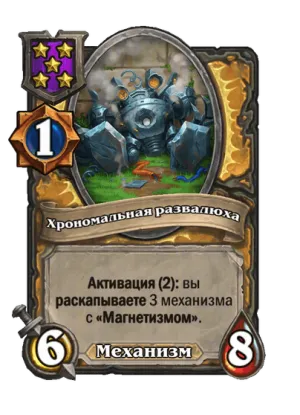 1
Хрономальная развалюха
Активация (2): вы
раскапываете 3 механизма
с «Магнетизмом».
6
Механизм
8